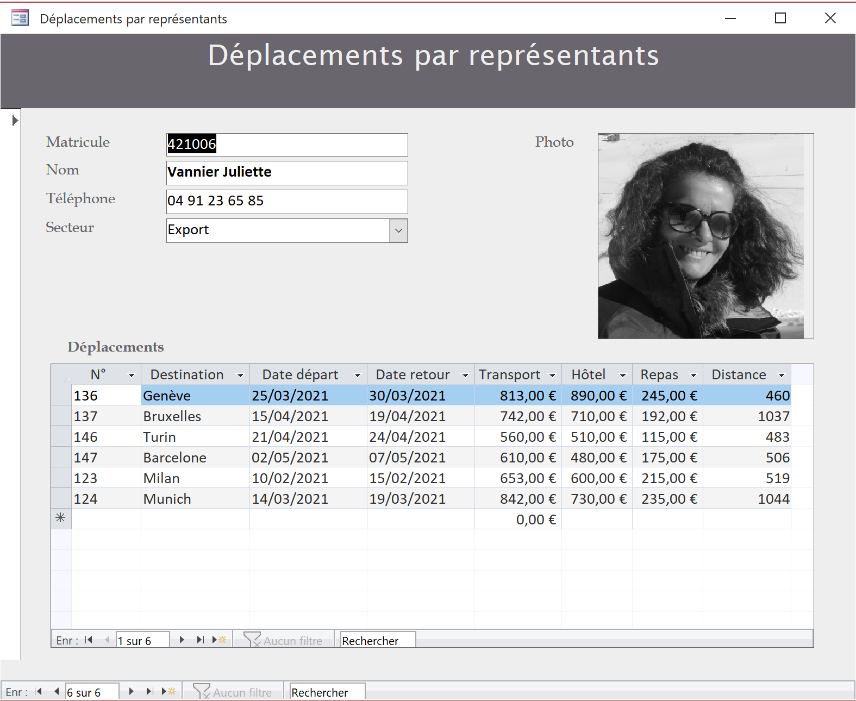 Déplacements par représentants
Déplacements par représentants
Matricule 421006 Photo
Nom Vannier Juliette
Téléphone 04 91 23 65 85
Secteur Export
Déplacements
N° Destination Date départ Date retour Transport Hôtel Repas Distance
136 Genève 25/03/2021 30/03/2021 813,00 € 890,00 € 245,00 € 460
137 Bruxelles 15/04/2021 19/04/2021 742,00 € 710,00 € 192,00 € 1037
146 Turin 21/04/2021 24/04/2021 560,00 € 510,00 € 115,00 € 483
147 Barcelone 02/05/2021 07/05/2021 610,00 € 480,00 € 175,00 € 506
123 Milan 10/02/2021 15/02/2021 653,00 € 600,00 € 215,00 € 519
124 Munich 14/03/2021 19/03/2021 842,00 € 730,00 € 235,00 € 1044
* 0,00 €
Enr : 1 sur 6 Aucun filtre Rechercher
Enr : 6 sur 6 Aucun filtre Rechercher